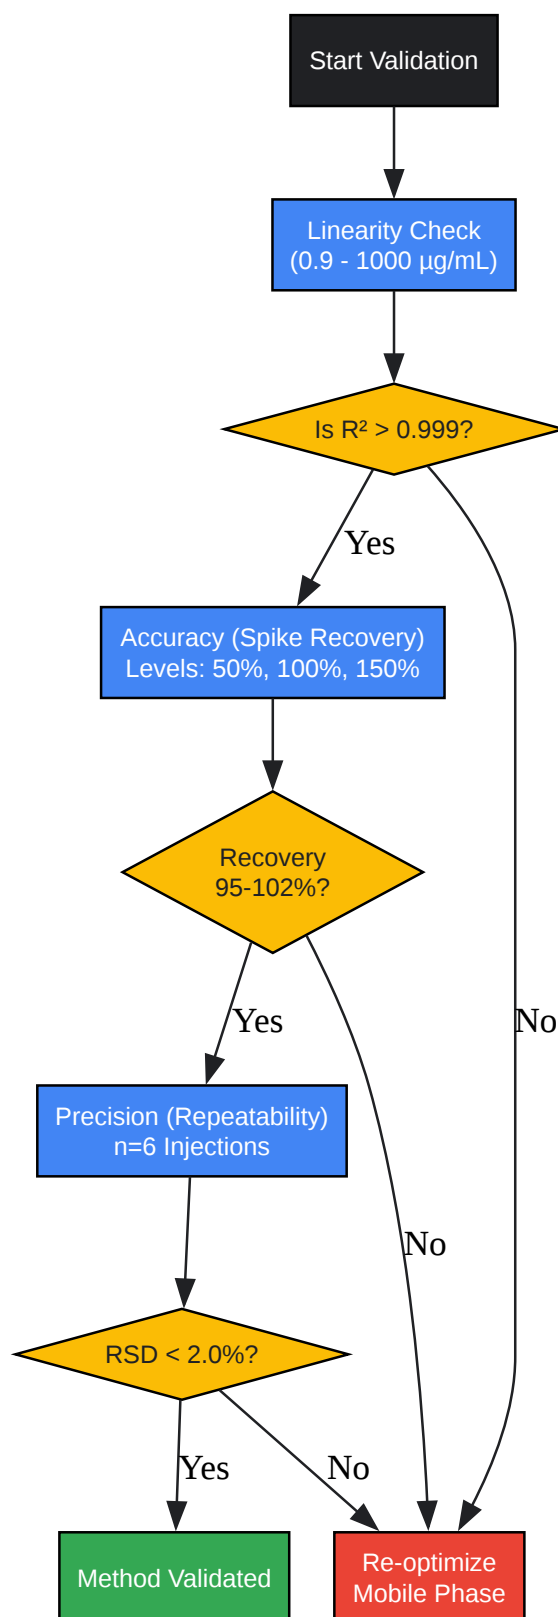 Start Validation
Linearity Check
(0.9 - 1000 µg/mL)
Is R² > 0.999?
Yes
Accuracy (Spike Recovery)
Levels: 50%, 100%, 150%
Recovery
95-102%?
Yes
No
Precision (Repeatability)
n=6 Injections
No
RSD < 2.0%?
Yes
No
Method Validated
Re-optimize
Mobile Phase